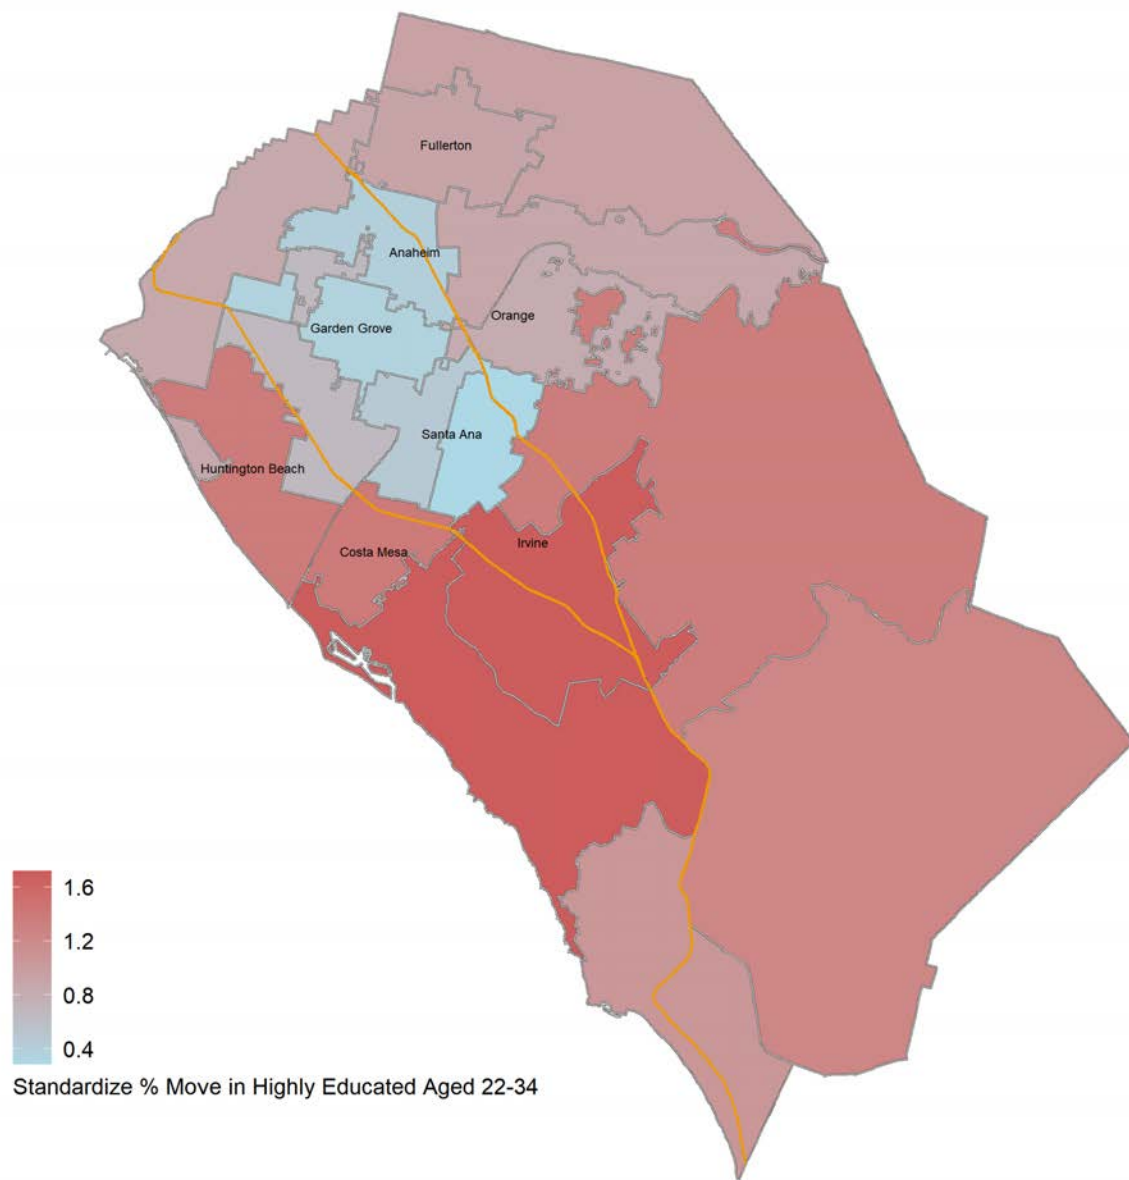 Fullerton
Anaheim
Orange
Garden Grove
Santa Ana
Huntington Beach
Irvine
Costa Mesa
1.6
1.2
0.8
0.4
Standardize % Move in Highly Educated Aged 22-34